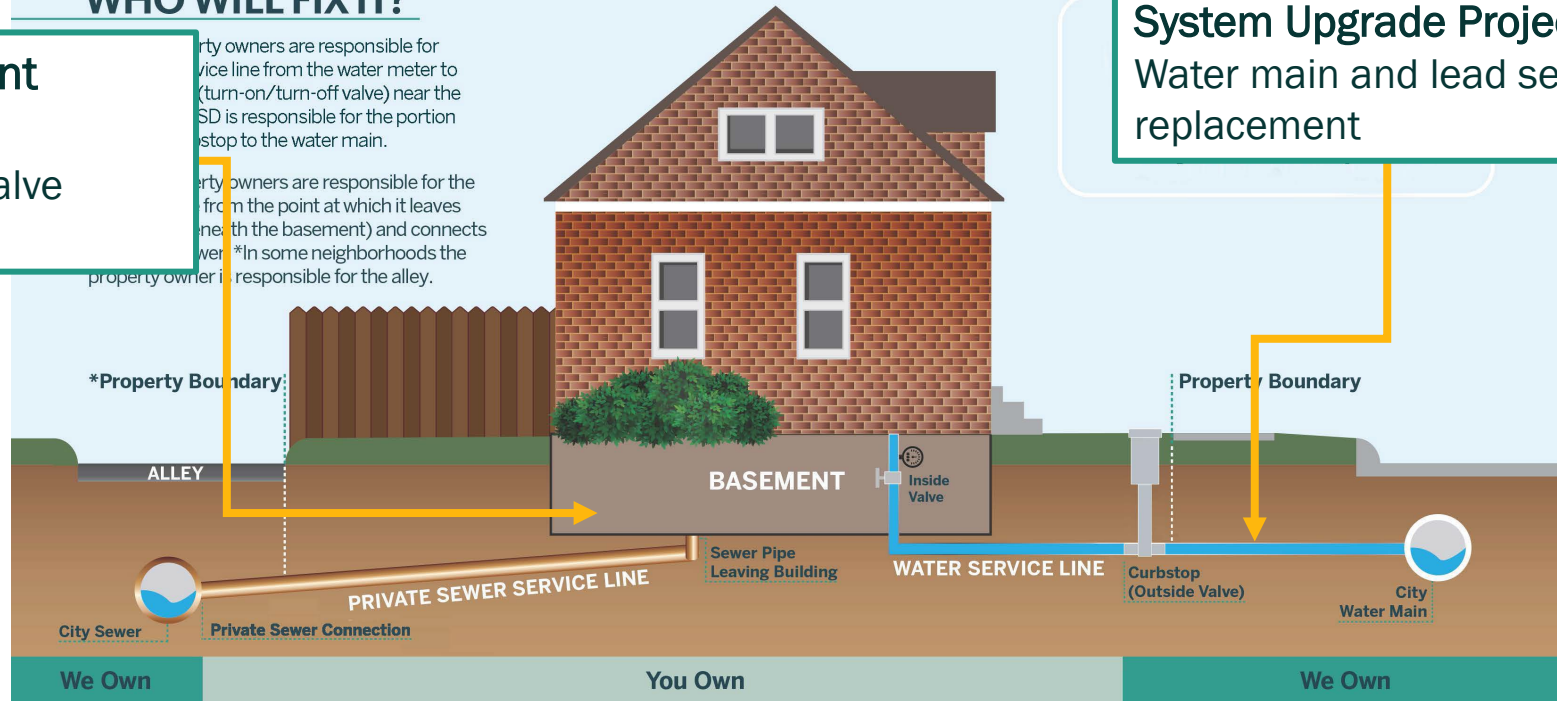 WHO WILL FIX IT?
rty owners are responsible for
vice line from the water meter to
(turn-on/turn-off valve) near the
SD is responsible for the portion
stop to the water main.
erty owners are responsible for the
from the point at which it leaves
eneath the basement) and connects
wer. *In some neighborhoods the
property owner is responsible for the alley.
nt
alve
System Upgrade Projec
Water main and lead se
replacement
*Property Boundary
Property Boundary
ALLEY
BASEMENT
Inside
Valve
Sewer Pipe
Leaving Building
PRIVATE SEWER SERVICE LINE
WATER SERVICE LINE
Curbstop
(Outside Valve)
City
Water Main
City Sewer
Private Sewer Connection
We Own
You Own
We Own